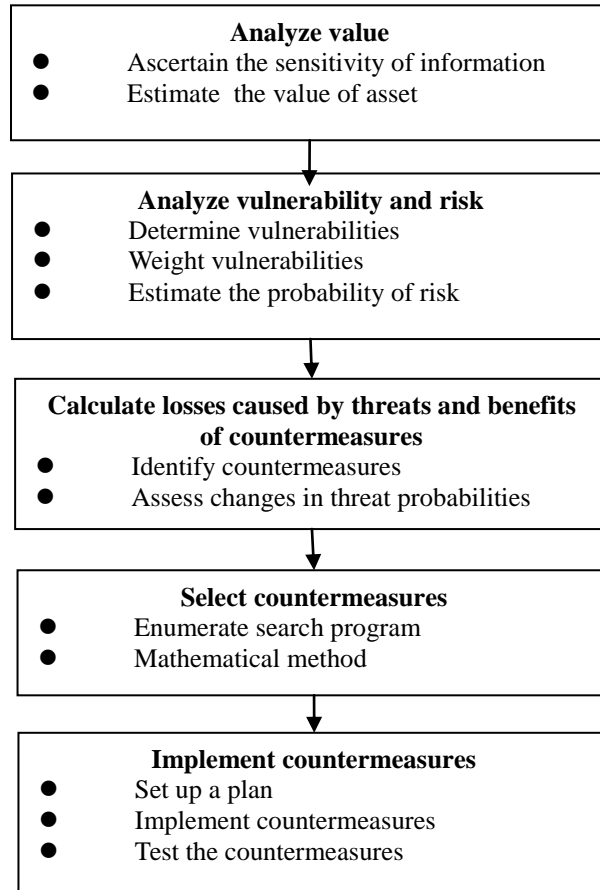 Analyze value
● Ascertain the sensitivity of information
● Estimate the value of asset
Analyze vulnerability and risk
● Determine vulnerabilities
● Weight vulnerabilities
● Estimate the probability of risk
Calculate losses caused by threats and benefits
of countermeasures
● Identify countermeasures
● Assess changes in threat probabilities
Select countermeasures
● Enumerate search program
● Mathematical method
Implement countermeasures
● Set up a plan
● Implement countermeasures
● Test the countermeasures